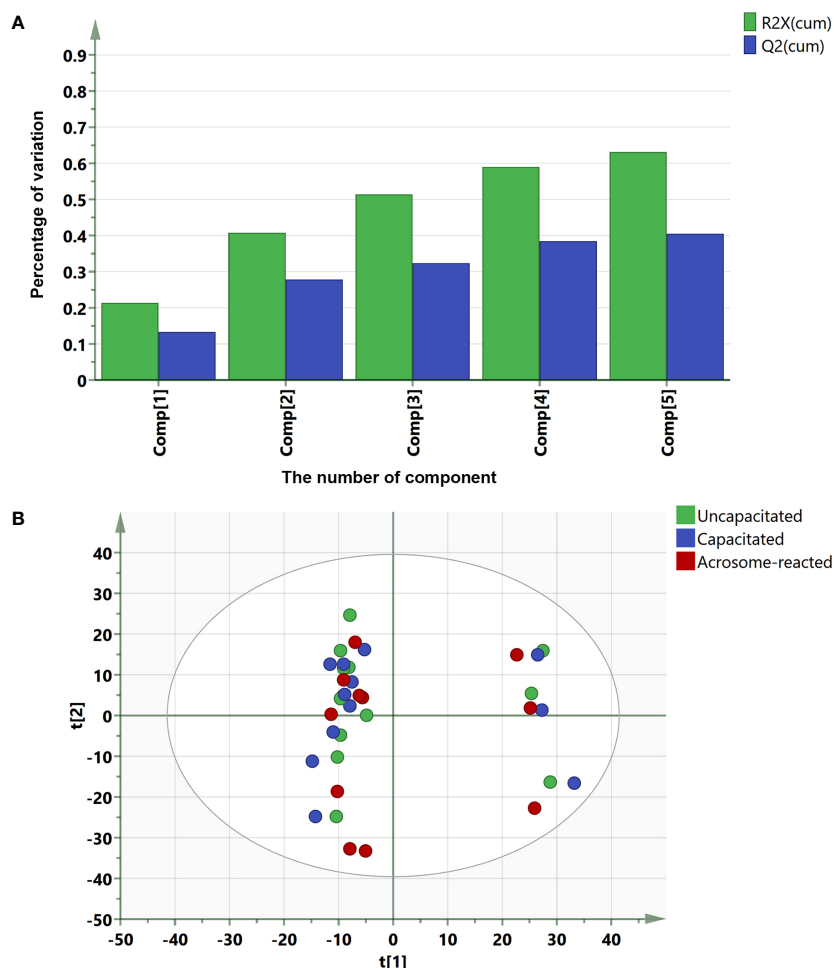 A
R2X(cum)
Q2(cum)
0.9
0.8
0.7
0.6
0.5
0.4
0.3
0.2
0.1
0
Percentage of variation
Comp[1]
Comp[2]
Comp[3]
Comp[4]
Comp[5]
The number of component
B
Uncapacitated
Capacitated
Acrosome-reacted
40
30
20
10
0
-10
-20
-30
-40
-50
t[2]
-50 -40 -30 -20 -10 0 10 20 30 40
t[1]